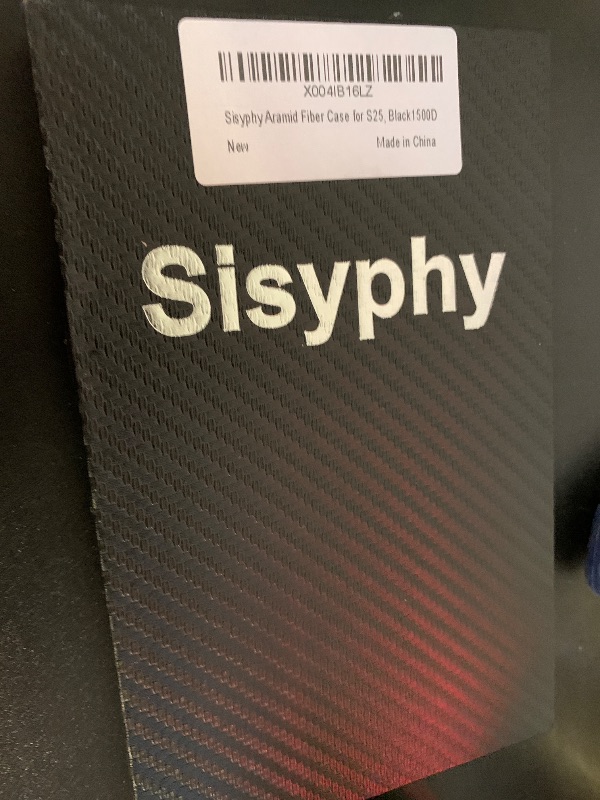 X004IB16LZ
Sisyphy Aramid Fiber Case for S25, Black1500D
New Made in China
Sisyphy